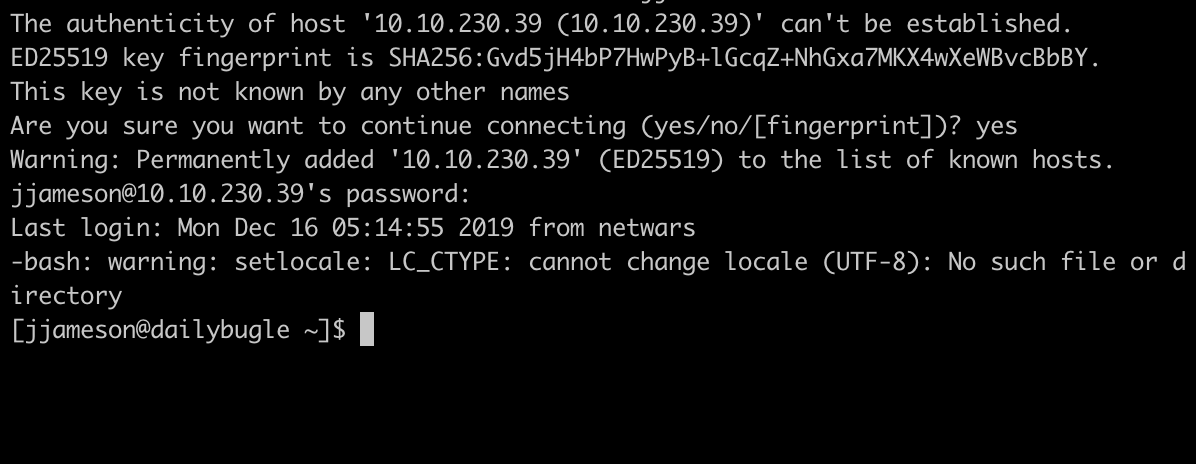 The authenticity of host '10.10.230.39 (10.10.230.39)' can't be established.
ED25519 key fingerprint is SHA256:Gvd5jH4bP7HwPyB+lGcqZ+NhGxa7MKX4wXeWBvcBbBY.
This key is not known by any other names
Are you sure you want to continue connecting (yes/no/[fingerprint])? yes
Warning: Permanently added '10.10.230.39' (ED25519) to the list of known hosts.
jjameson@10.10.230.39's password:
Last login: Mon Dec 16 05:14:55 2019 from netwars
-bash: warning: setlocale: LC_CTYPE: cannot change locale (UTF-8): No such file or d
irectory
[jjameson@dailybugle ~]$